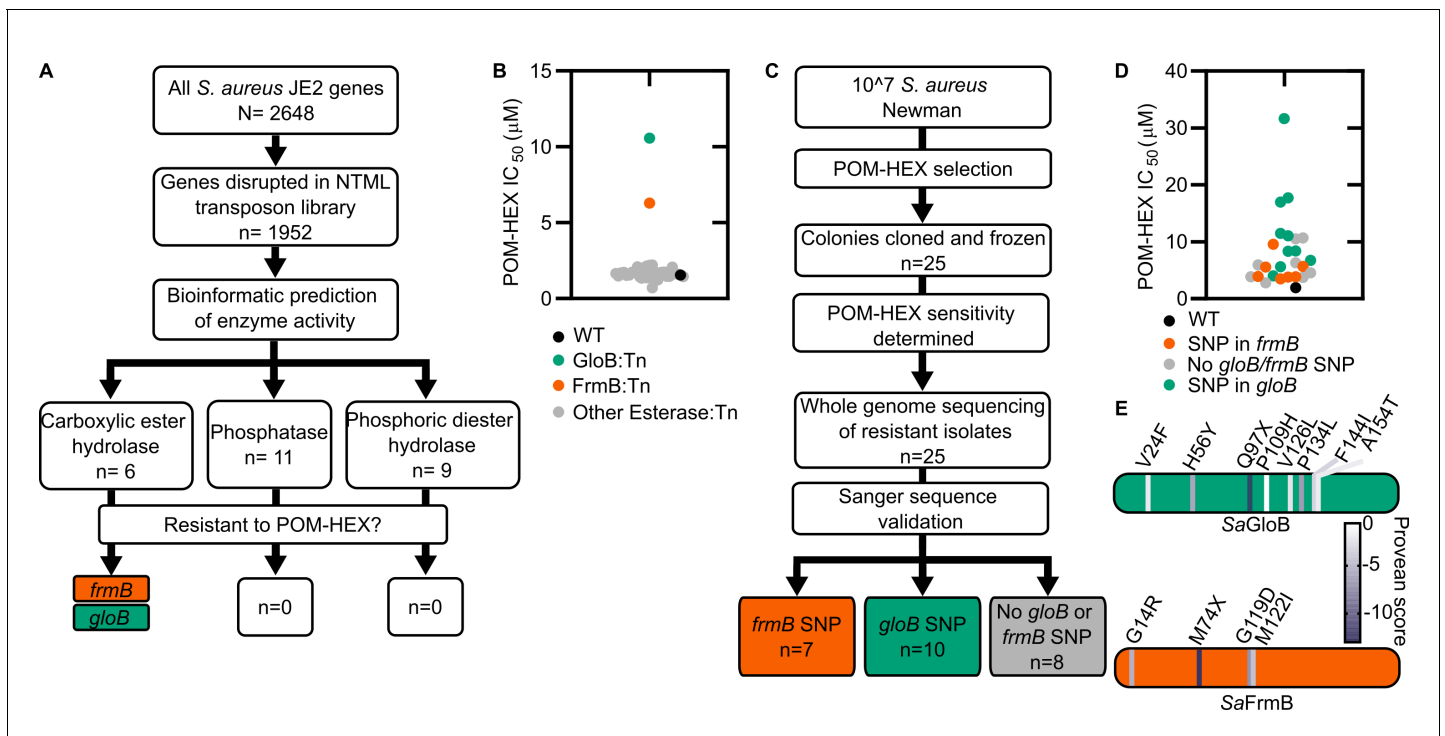 A
All S. aureus JE2 genes
N= 2648
Genes disrupted in NTML
transposon library
n= 1952
Bioinformatic prediction
of enzyme activity
Carboxylic ester
hydrolase
n= 6
Phosphatase
n= 11
Phosphoric diester
hydrolase
n= 9
Resistant to POM-HEX?
frmB
gloB
n=0
n=0
B
POM-HEX IC50 (µM)
15
10
5
0
WT
GloB:Tn
FrmB:Tn
Other Esterase:Tn
C
10^7 S. aureus
Newman
POM-HEX selection
Colonies cloned and frozen
n=25
POM-HEX sensitivity
determined
Whole genome sequencing
of resistant isolates
n=25
Sanger sequence
validation
frmB SNP
n=7
gloB SNP
n=10
No gloB or
frmB SNP
n=8
D
POM-HEX IC50 (µM)
40
30
20
10
0
WT
SNP in frmB
No gloB/frmB SNP
SNP in gloB
E
V24F
H56Y
Q97X
P109H
V126L
P134L
F144I
A154T
SaGloB
0
-5
-10
Provean score
G14R
M74X
G119D
M122I
SaFrmB